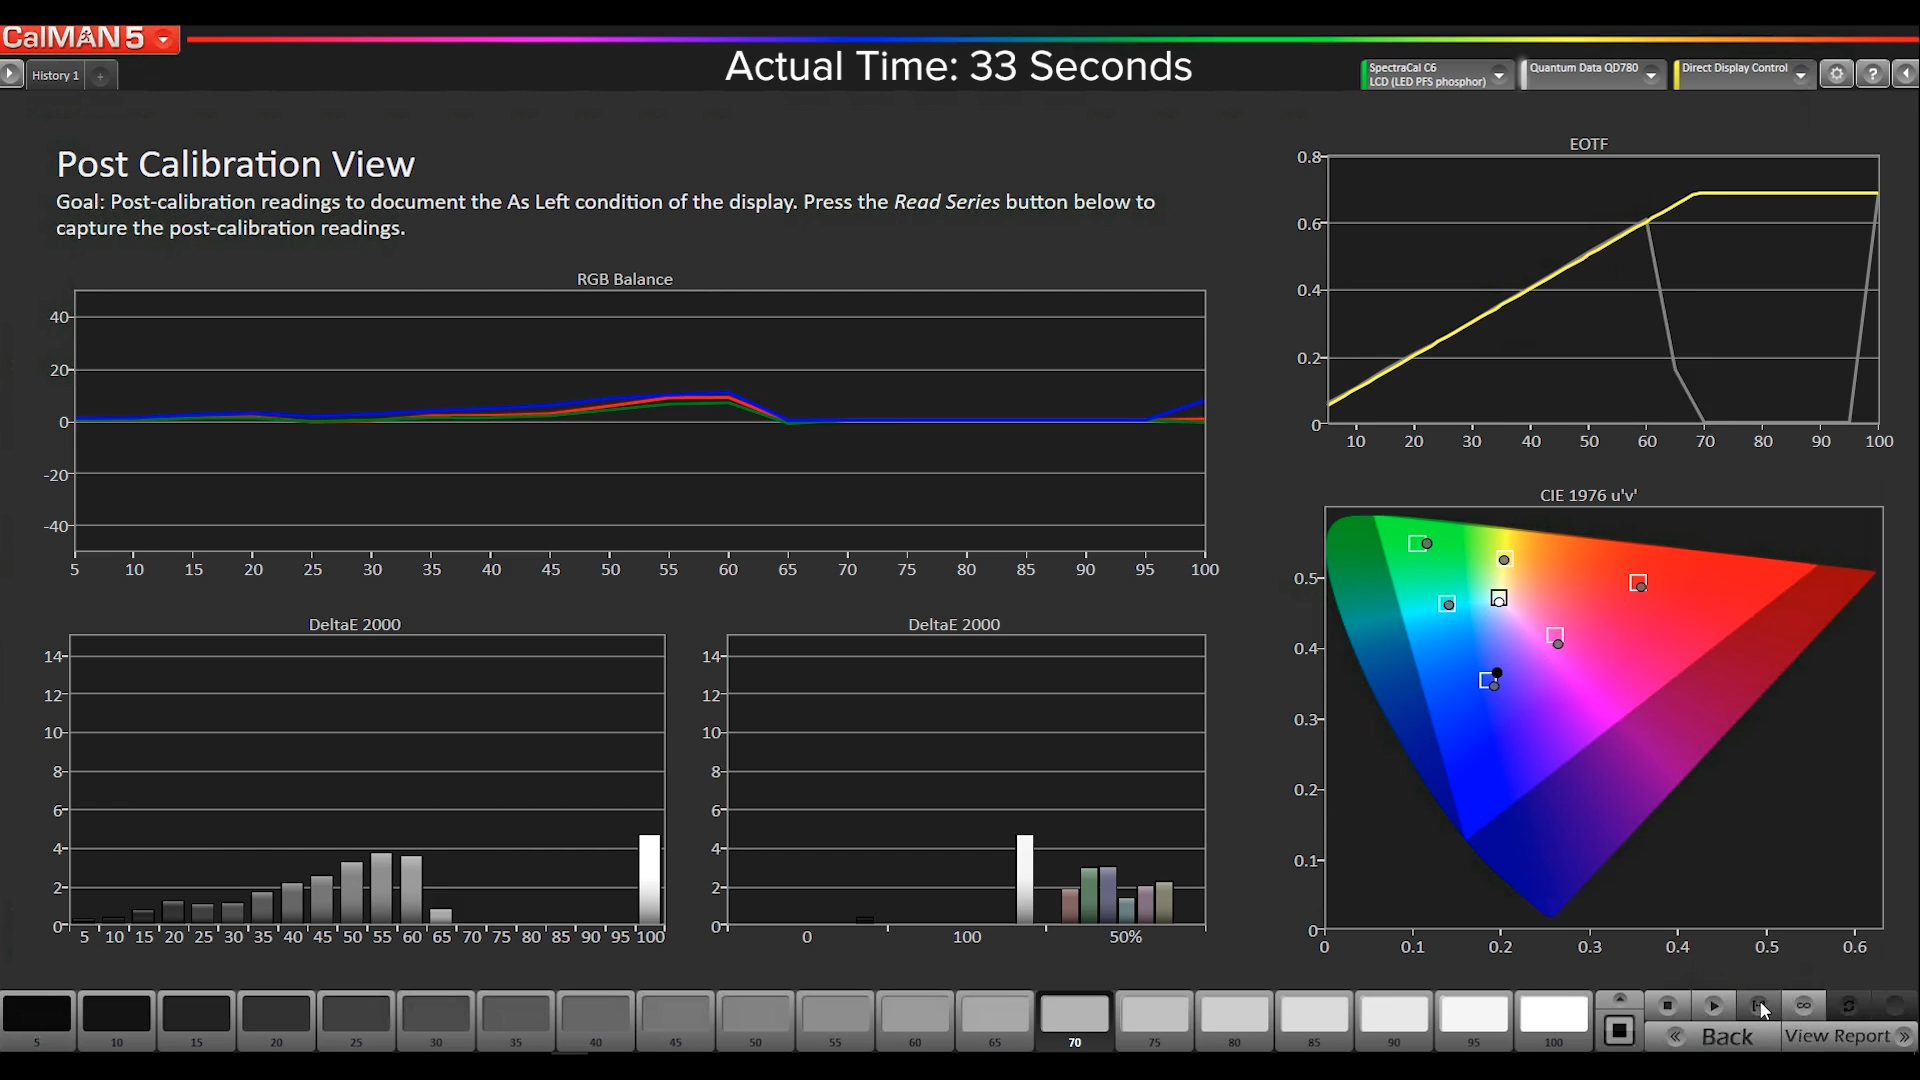 CalMAN 5
Actual Time: 33 Seconds
History 1
+
SpectraCal C6
LCD (LED PFS phosphor)
Quantum Data QD780
Direct Display Control
?
Post Calibration View
Goal: Post-calibration readings to document the As Left condition of the display. Press the Read Series button below to
capture the post-calibration readings.
RGB Balance
40
20
0
-20
-40
5 10 15 20 25 30 35 40 45 50 55 60 65 70 75 80 85 90 95 100
EOTF
0.8
0.6
0.4
0.2
0
10 20 30 40 50 60 70 80 90 100
DeltaE 2000
14
12
10
8
6
4
2
0
5 10 15 20 25 30 35 40 45 50 55 60 65 70 75 80 85 90 95 100
DeltaE 2000
14
12
10
8
6
4
2
0
0 100 50%
CIE 1976 u'v'
0.5
0.4
0.3
0.2
0.1
0
0 0.1 0.2 0.3 0.4 0.5 0.6
5 10 15 20 25 30 35 40 45 50 55 60 65 70 75 80 85 90 95 100
« Back
View Report »